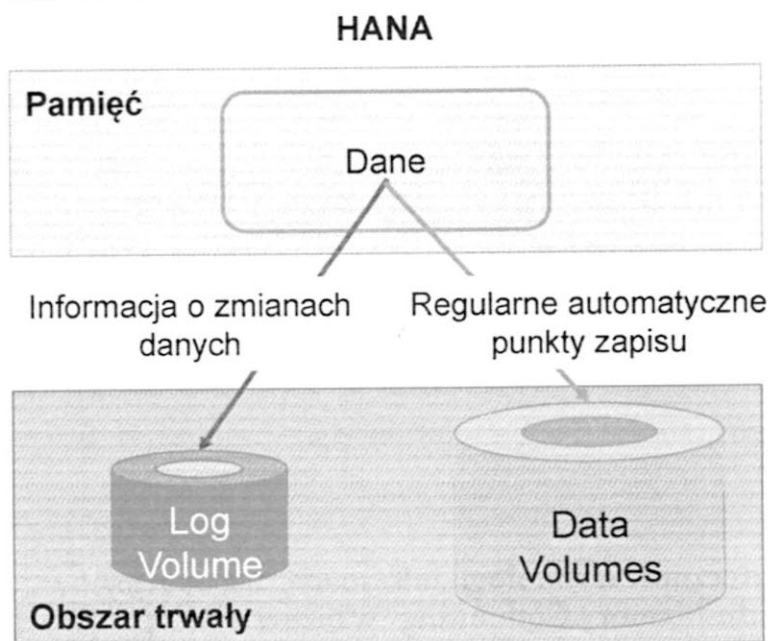 HANA
Pamięć
Dane
Informacja o zmianach
danych
Regularne automatyczne
punkty zapisu
Log
Volume
Data
Volumes
Obszar trwały